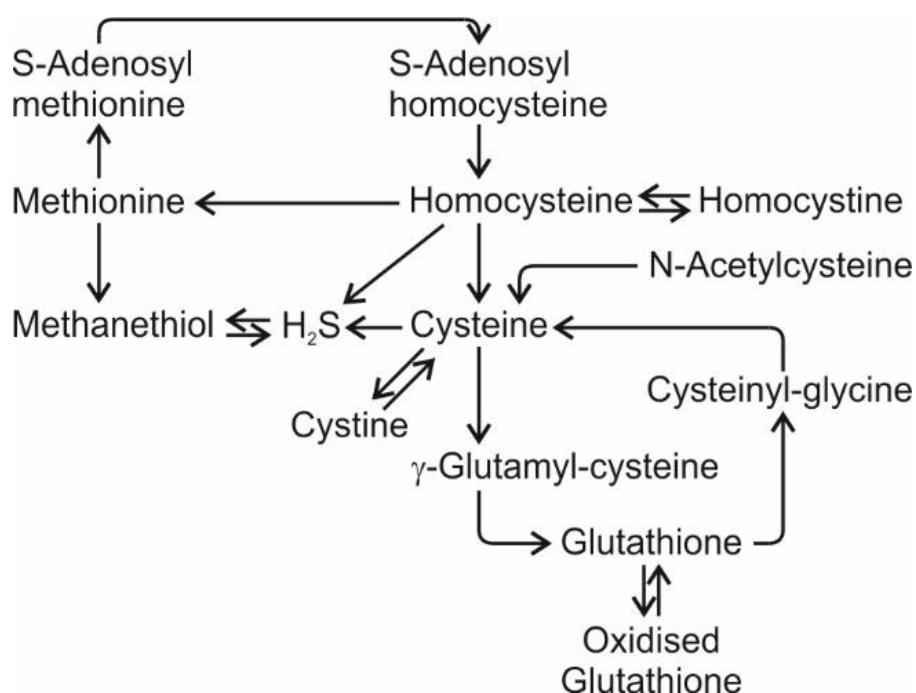 S-Adenosyl
methionine
S-Adenosyl
homocysteine
Methionine
Homocysteine
Homocystine
N-Acetylcysteine
Methanethiol
H₂S
Cysteine
Cysteinyl-glycine
Cystine
γ-Glutamyl-cysteine
Glutathione
Oxidised
Glutathione